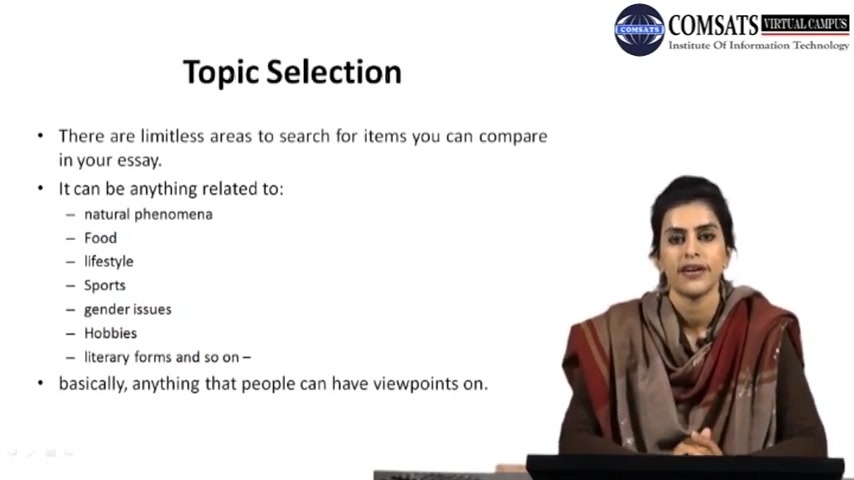 COMSATS
COMSATS VIRTUAL CAMPUS
Institute Of Information Technology
Topic Selection
• There are limitless areas to search for items you can compare
in your essay.
• It can be anything related to:
– natural phenomena
– Food
– lifestyle
– Sports
– gender issues
– Hobbies
– literary forms and so on –
• basically, anything that people can have viewpoints on.